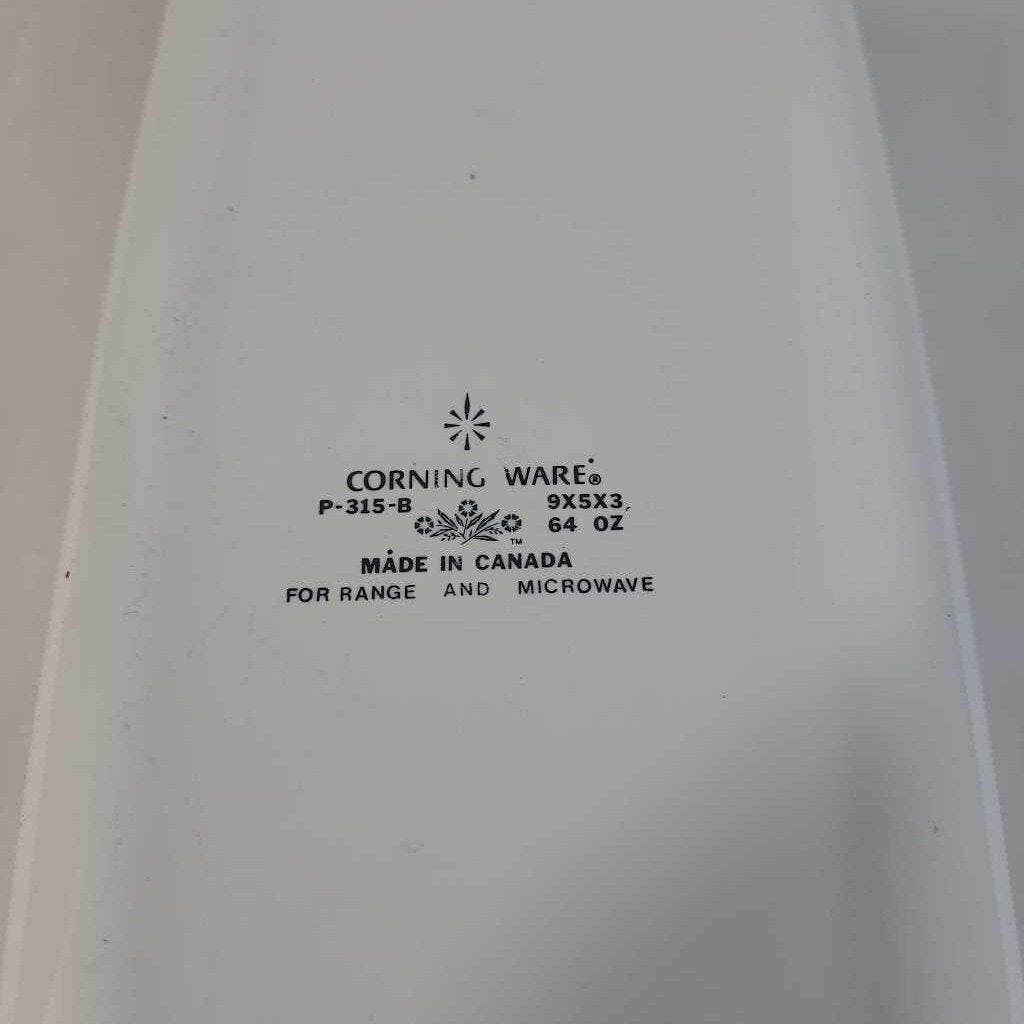 CORNING WARE®
P-315-B 9X5X3
64 OZ
TM
MADE IN CANADA
FOR RANGE AND MICROWAVE